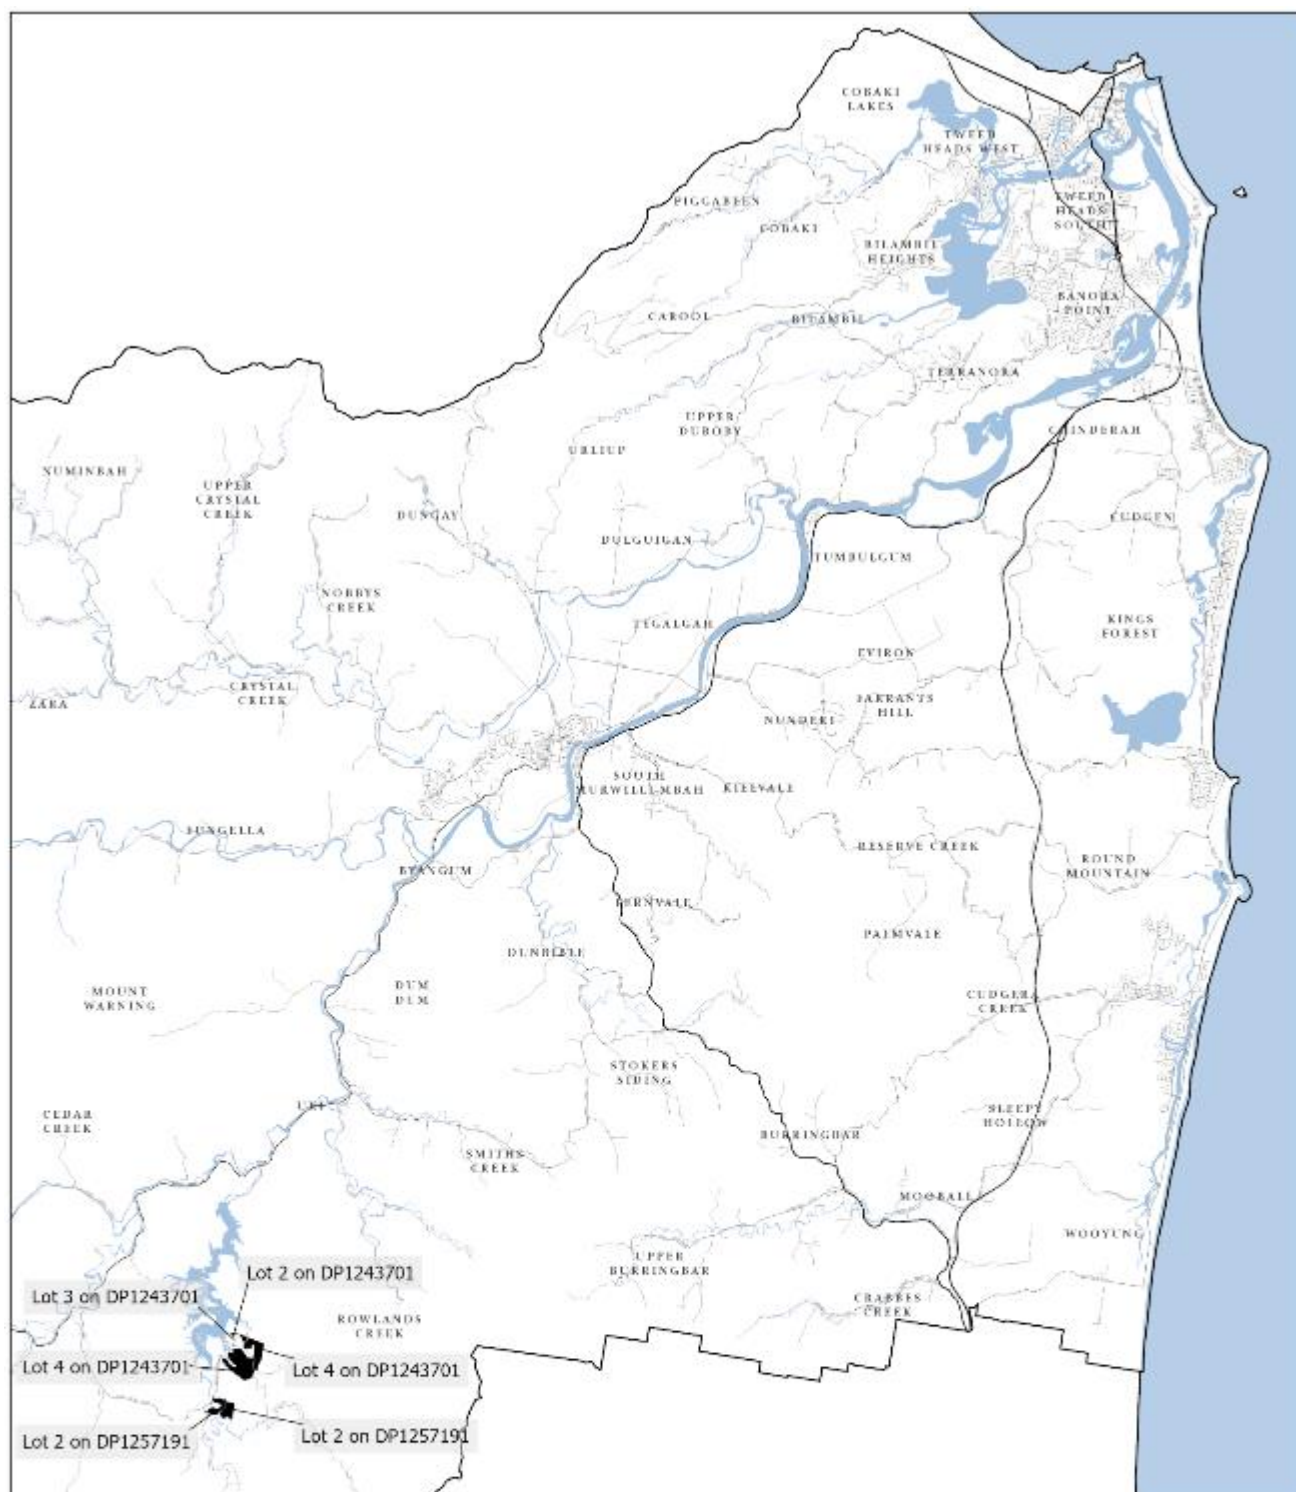 COBAKI
LAKES
TWEED
HEADS WEST
PIGGABEEN
TWEED
HEADS
SOUTH
COBAKI
BILAMBIL
HEIGHTS
BANORA
POINT
CAROOL
BILAMBIL
TERRANORA
UPPER
DUROBY
CHINDERAH
URLIUP
NUMINBAH
UPPER
CRYSTAL
CREEK
DUNGAY
CUDGEN
DULGUIGAN
TUMBULGUM
NOBBYS
CREEK
TYGALGAH
KINGS
FOREST
EVIRON
CRYSTAL
CREEK
ZARA
FARRANTS
HILL
NUNDERI
SOUTH
MURWILLUMBAH
KIELVALE
EUNGELLA
RESERVE CREEK
ROUND
MOUNTAIN
BYANGUM
FERNVALE
PALMVALE
DUNBIBLE
DUM
DUM
MOUNT
WARNING
CUDGERA
CREEK
STOKERS
SIDING
UKI
SLEEPY
HOLLOW
CEDAR
CREEK
BURRINGBAR
SMITHS
CREEK
MOOBALL
WOOYUNG
UPPER
BURRINGBAR
Lot 2 on DP1243701
Lot 3 on DP1243701
CRABBES
CREEK
ROWLANDS
CREEK
Lot 4 on DP1243701
Lot 4 on DP1243701
Lot 2 on DP1257191
Lot 2 on DP1257191